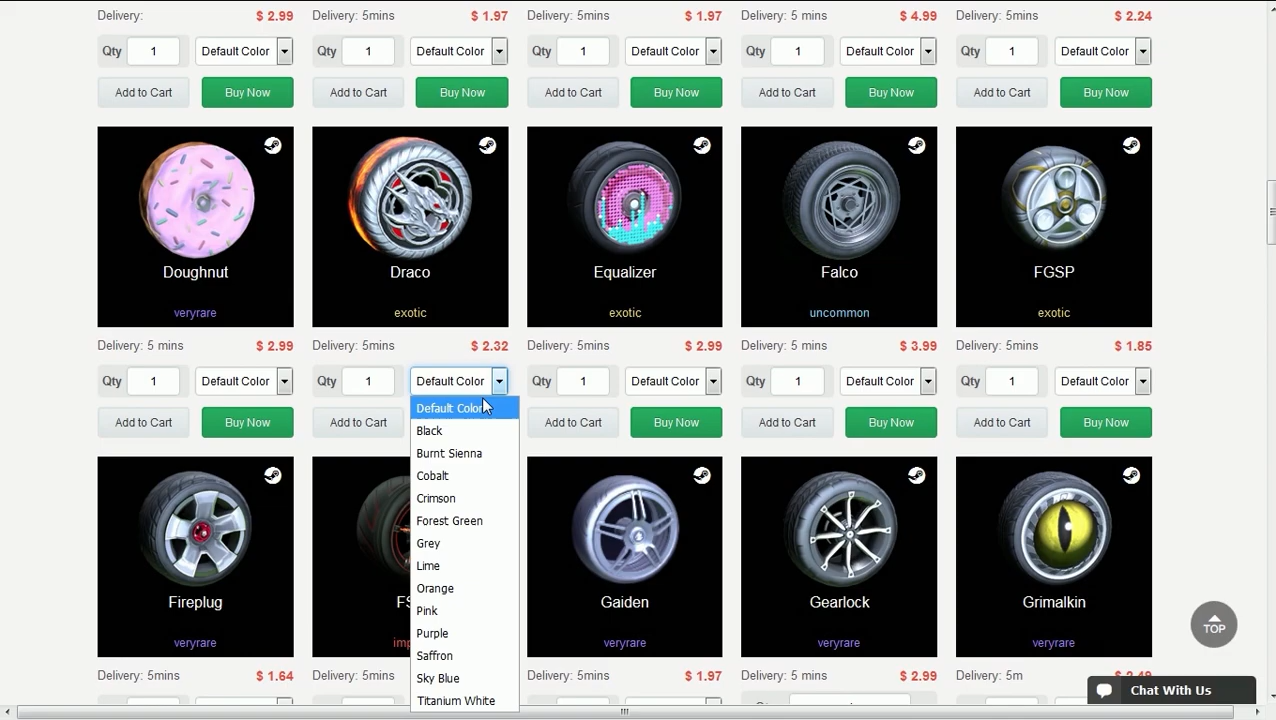 Delivery: $ 2.99 Delivery: 5mins $ 1.97 Delivery: 5mins $ 1.97 Delivery: 5 mins $ 4.99 Delivery: 5mins $ 2.24
Qty 1 Default Color Qty 1 Default Color Qty 1 Default Color Qty 1 Default Color Qty 1 Default Color
Add to Cart Buy Now Add to Cart Buy Now Add to Cart Buy Now Add to Cart Buy Now Add to Cart Buy Now
Doughnut Draco Equalizer Falco FGSP
veryrare exotic exotic uncommon exotic
Delivery: 5 mins $ 2.99 Delivery: 5mins $ 2.32 Delivery: 5mins $ 2.99 Delivery: 5 mins $ 3.99 Delivery: 5mins $ 1.85
Qty 1 Default Color Qty 1 Default Color Qty 1 Default Color Qty 1 Default Color Qty 1 Default Color
Add to Cart Buy Now Add to Cart Add to Cart Buy Now Add to Cart Buy Now Add to Cart Buy Now
Default Color
Black
Burnt Sienna
Cobalt
Crimson
Forest Green
Grey
Lime
Orange
Pink
Purple
Saffron
Sky Blue
Titanium White
Fireplug FS Gaiden Gearlock Grimalkin
veryrare imp veryrare veryrare veryrare
Delivery: 5mins $ 1.64 Delivery: 5mins Delivery: 5mins $ 1.97 Delivery: 5mins $ 2.99 Delivery: 5m
TOP
Chat With Us